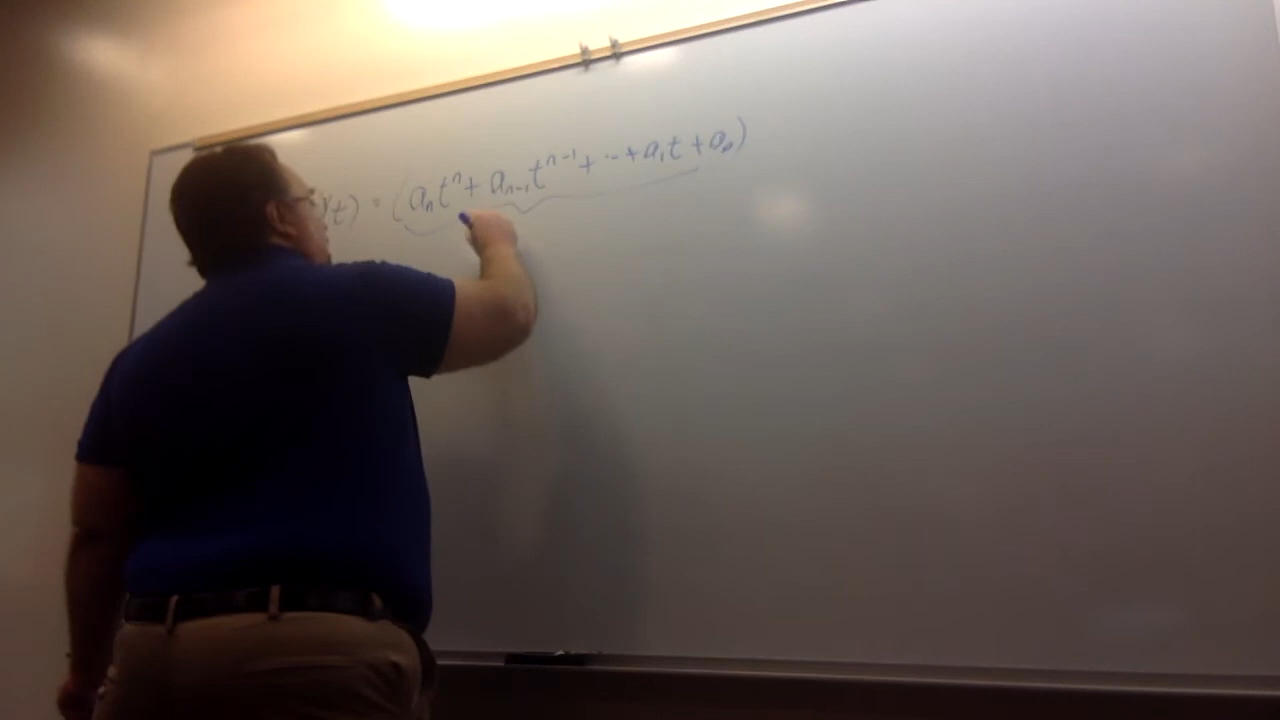 (t) = (aₙtⁿ + aₙ₋₁tⁿ⁻¹ + ... + a₁t + a₀)